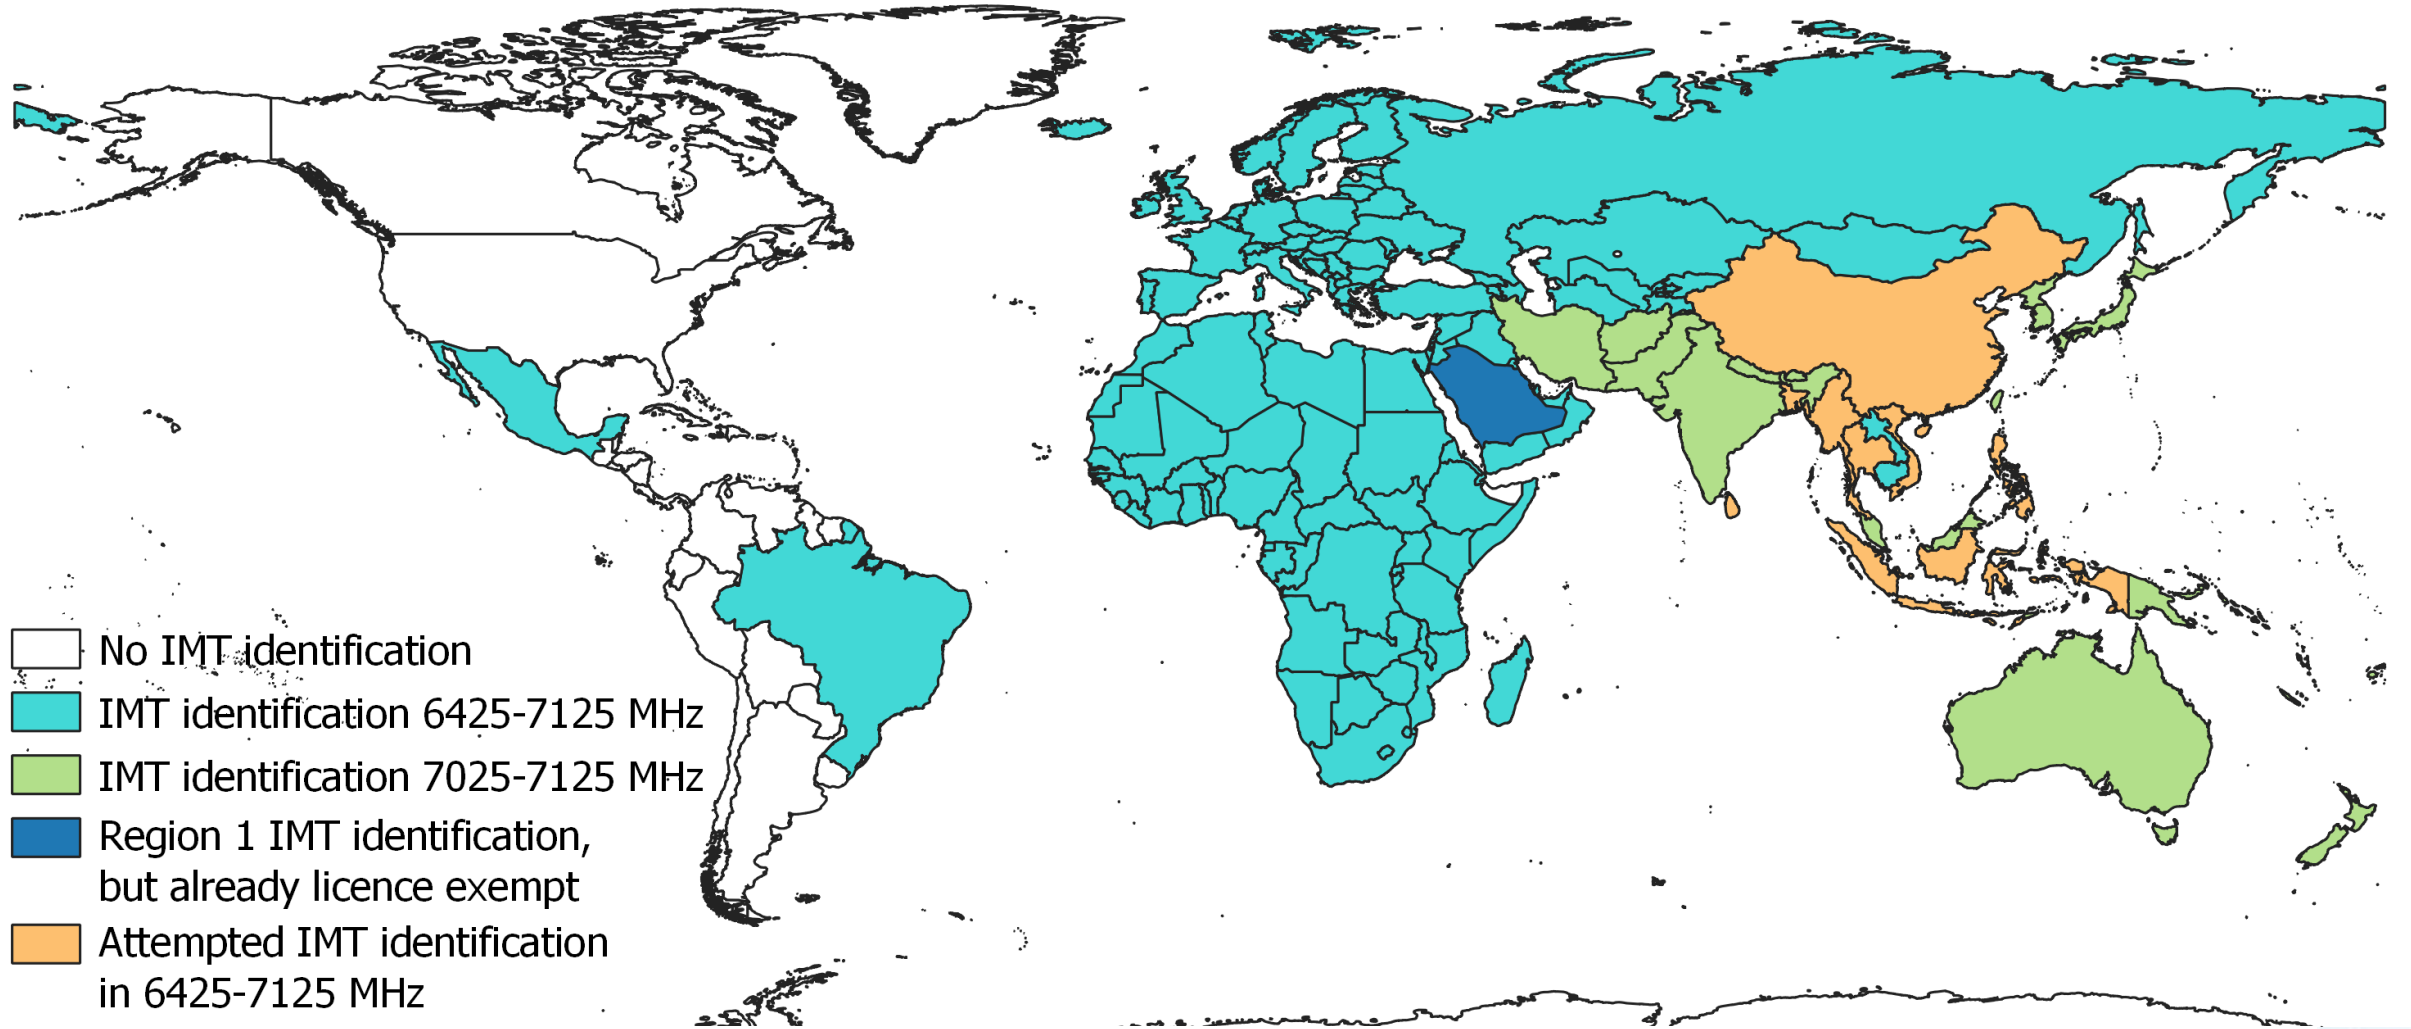 No IMT identification
IMT identification 6425-7125 MHz
IMT identification 7025-7125 MHz
Region 1 IMT identification,
but already licence exempt
Attempted IMT identification
in 6425-7125 MHz